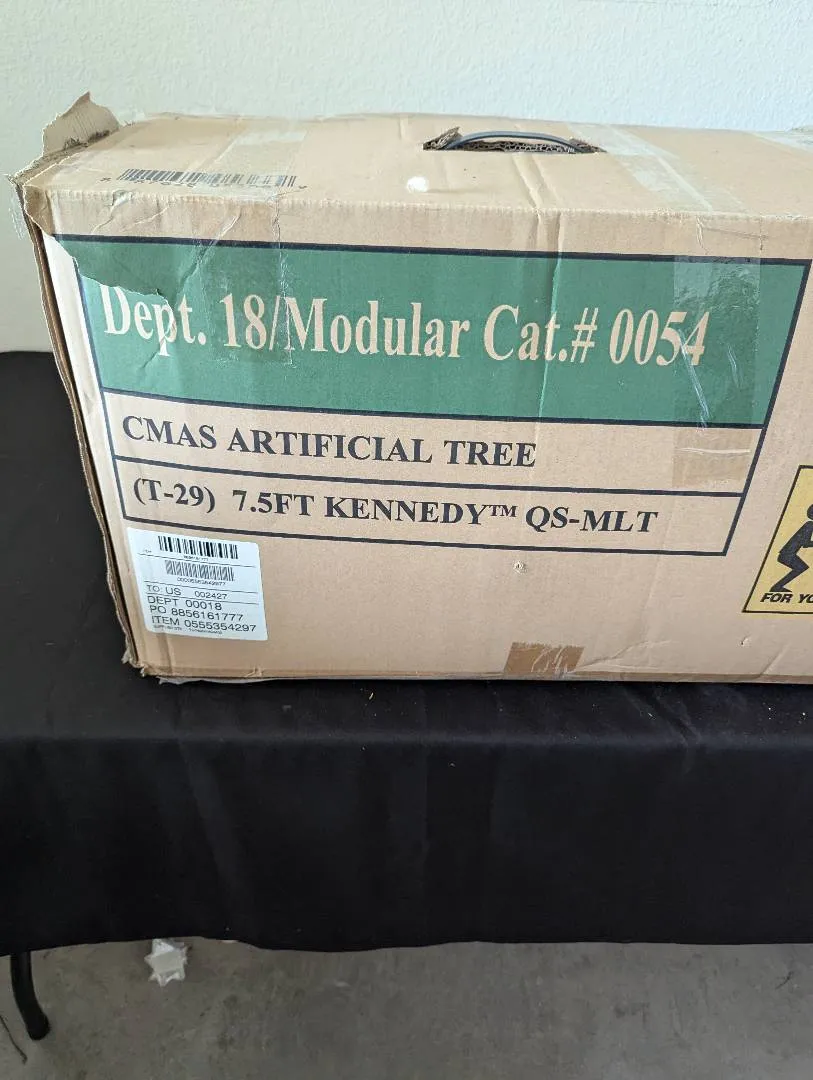 Dept. 18/Modular Cat.# 0054
CMAS ARTIFICIAL TREE
(T-29) 7.5FT KENNEDY™ QS-MLT
TO: US 002427
DEPT 00018
PO 8856161777
ITEM 0555354297
FOR YO